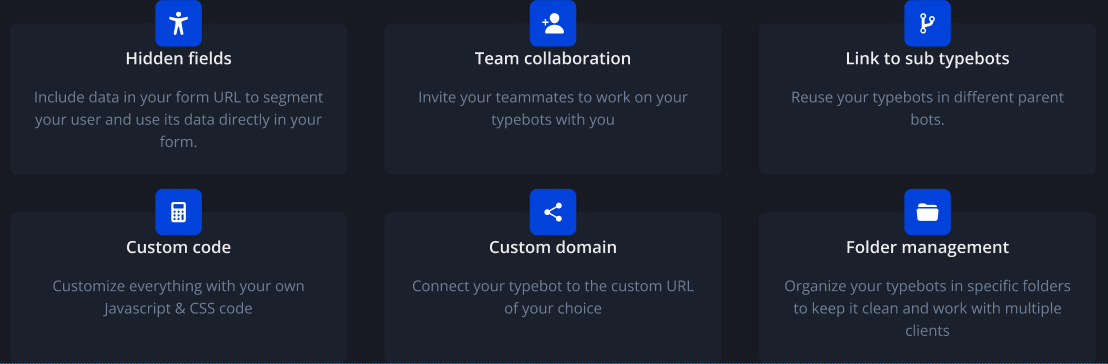 Hidden fields
Include data in your form URL to segment
your user and use its data directly in your
form.
Team collaboration
Invite your teammates to work on your
typebots with you
Link to sub typebots
Reuse your typebots in different parent
bots.
Custom code
Customize everything with your own
Javascript & CSS code
Custom domain
Connect your typebot to the custom URL
of your choice
Folder management
Organize your typebots in specific folders
to keep it clean and work with multiple
clients